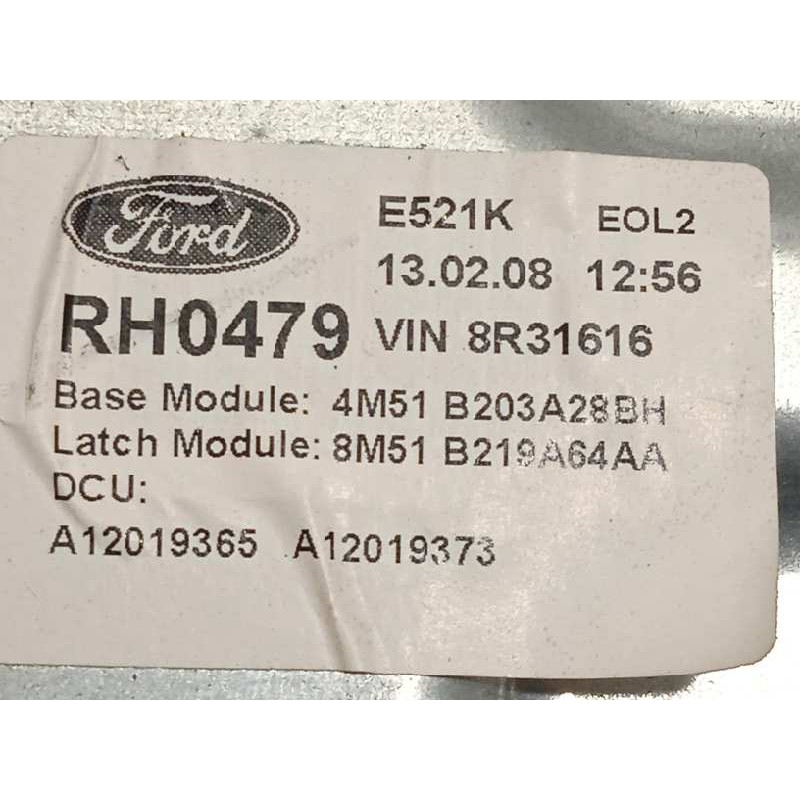 Ford
E521K EOL2
13.02.08 12:56
RH0479 VIN 8R31616
Base Module: 4M51 B203A28BH
Latch Module: 8M51 B219A64AA
DCU:
A12019365 A12019373